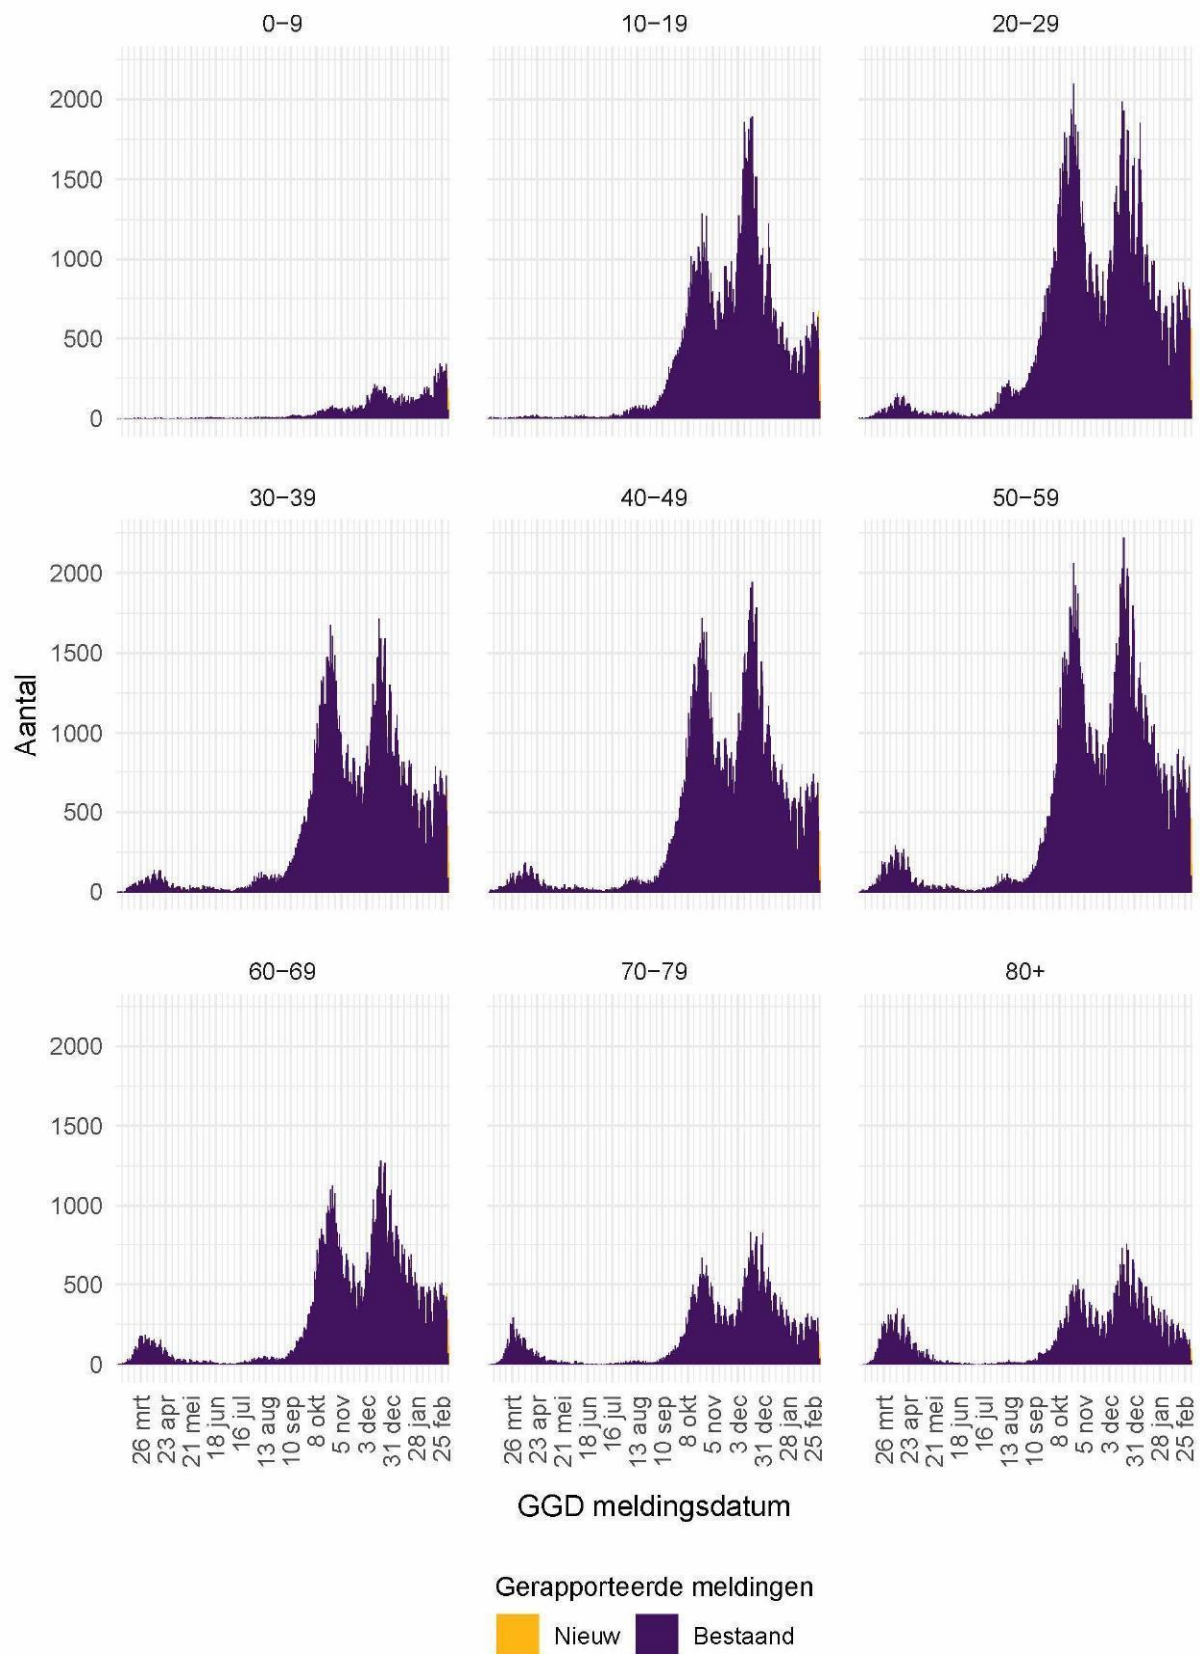 0−9 10−19 20−29
2000
1500
1000
500
0
30−39 40−49 50−59
2000
1500
1000
500
0
Aantal
60−69 70−79 80+
2000
1500
1000
500
0
26 mrt 23 apr 21 mei 18 jun 16 jul 13 aug 10 sep 8 okt 5 nov 3 dec 31 dec 28 jan 25 feb
26 mrt 23 apr 21 mei 18 jun 16 jul 13 aug 10 sep 8 okt 5 nov 3 dec 31 dec 28 jan 25 feb
26 mrt 23 apr 21 mei 18 jun 16 jul 13 aug 10 sep 8 okt 5 nov 3 dec 31 dec 28 jan 25 feb
GGD meldingsdatum
Gerapporteerde meldingen
Nieuw Bestaand